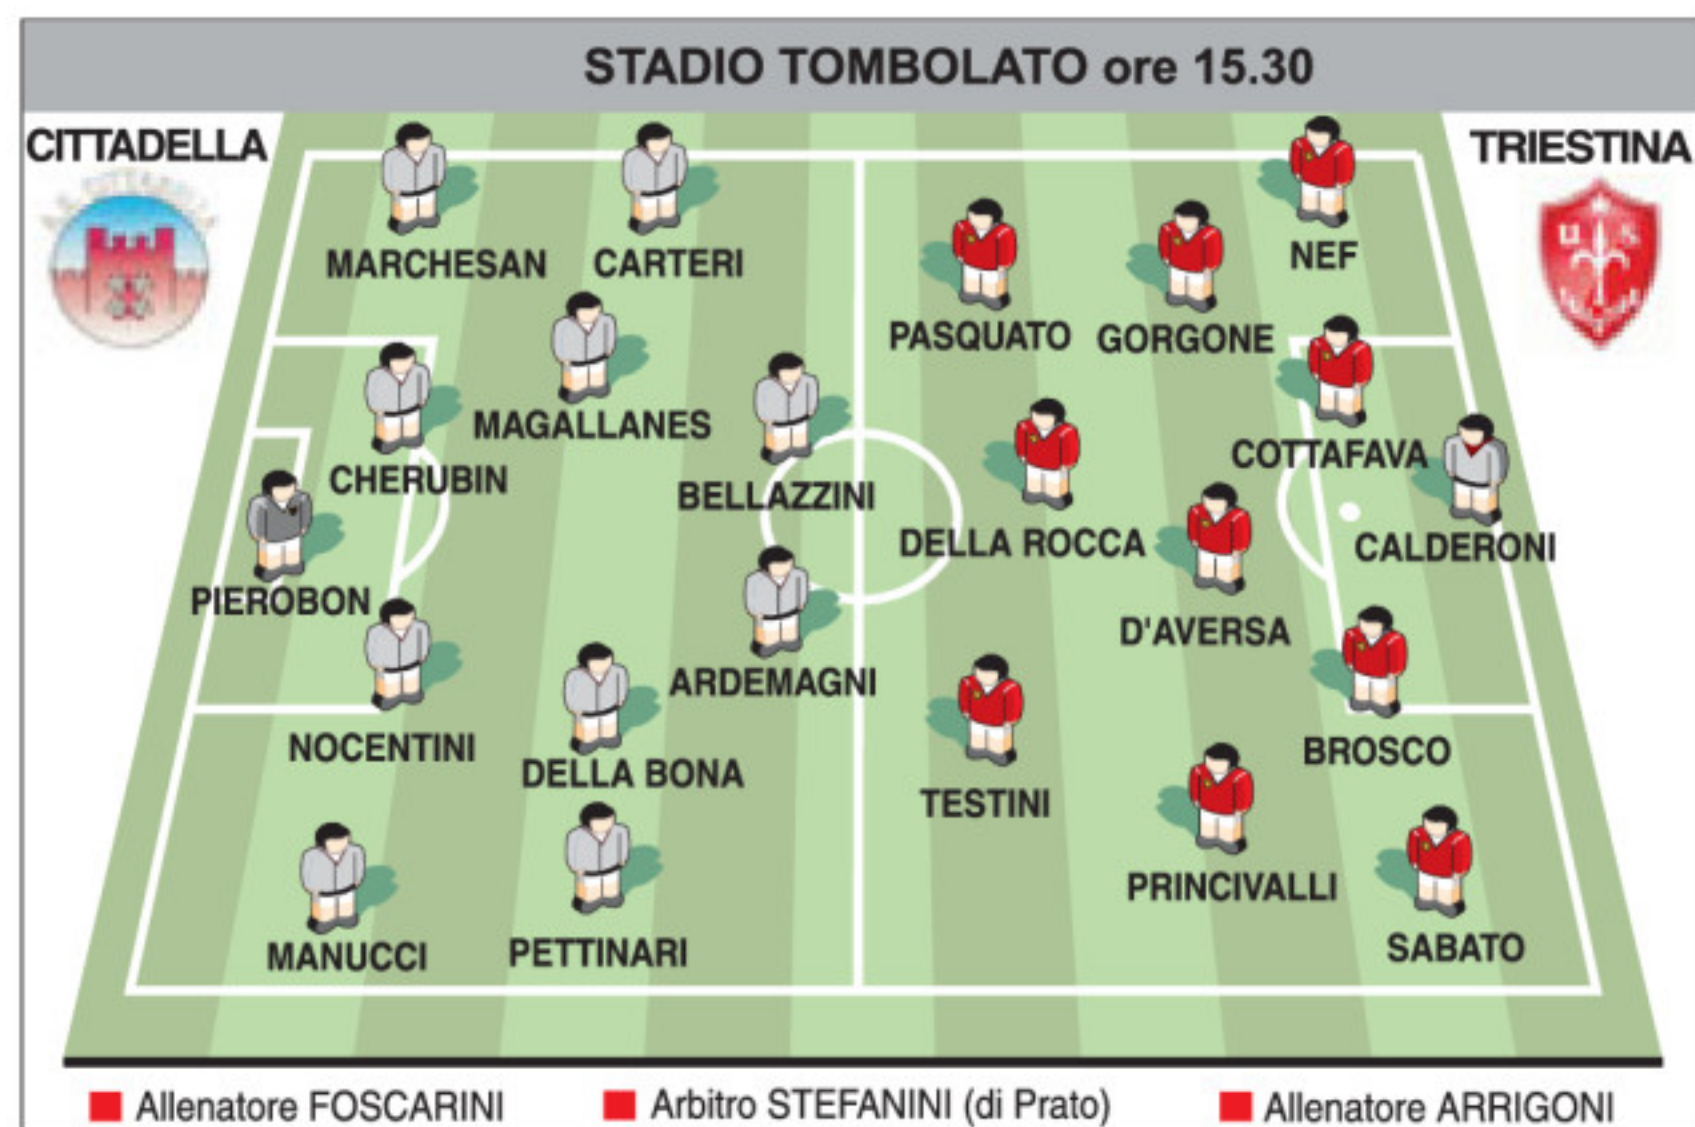 STADIO TOMBOLATO ore 15.30
CITTADELLA
TRIESTINA
MARCHESAN
CARTERI
NEF
PASQUATO
GORGONE
MAGALLANES
CHERUBIN
BELLAZZINI
COTTAFAVA
DELLA ROCCA
CALDERONI
PIEROBON
D'AVERSA
ARDEMAGNI
NOCENTINI
DELLA BONA
BROSCO
TESTINI
PRINCIVALLI
MANUCCI
PETTINARI
SABATO
U S
Allenatore FOSCARINI
Arbitro STEFANINI (di Prato)
Allenatore ARRIGONI